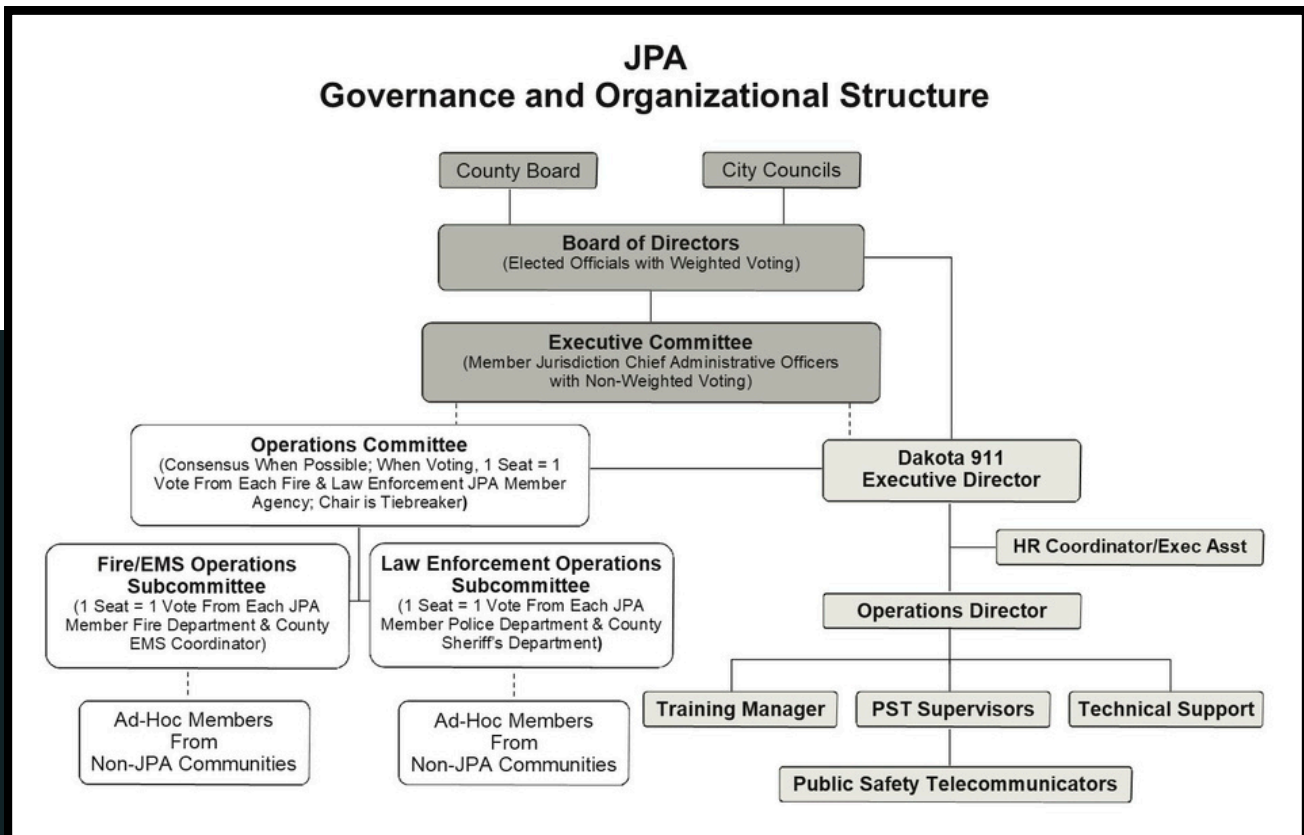 JPA
Governance and Organizational Structure
County Board
City Councils
Board of Directors
(Elected Officials with Weighted Voting)
Executive Committee
(Member Jurisdiction Chief Administrative Officers
with Non-Weighted Voting)
Operations Committee
(Consensus When Possible; When Voting, 1 Seat = 1
Vote From Each Fire & Law Enforcement JPA Member
Agency; Chair is Tiebreaker)
Dakota 911
Executive Director
HR Coordinator/Exec Asst
Fire/EMS Operations
Subcommittee
(1 Seat = 1 Vote From Each JPA
Member Fire Department & County
EMS Coordinator)
Law Enforcement Operations
Subcommittee
(1 Seat = 1 Vote From Each JPA
Member Police Department & County
Sheriff's Department)
Operations Director
Training Manager
PST Supervisors
Technical Support
Ad-Hoc Members
From
Non-JPA Communities
Ad-Hoc Members
From
Non-JPA Communities
Public Safety Telecommunicators